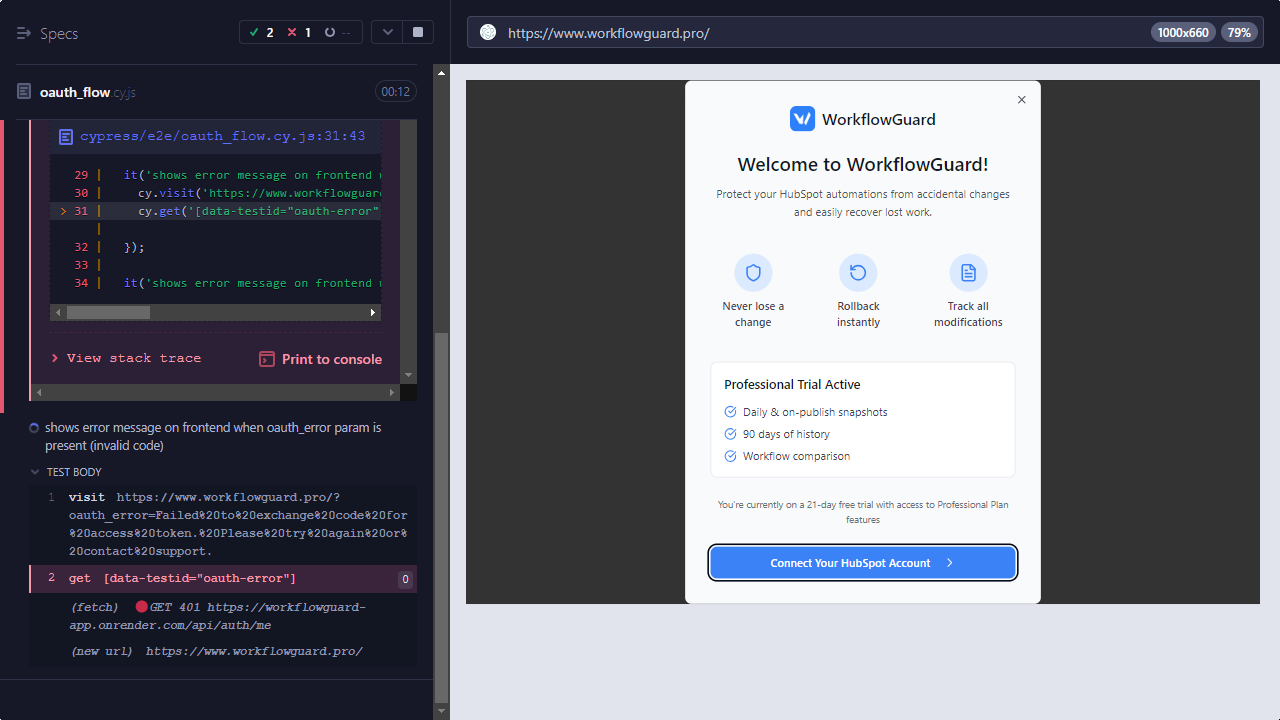 Specs
2
1
--
https://www.workflowguard.pro/
1000x660
79%
oauth_flow.cy.js
00:12
cypress/e2e/oauth_flow.cy.js:31:43
29 | it('shows error message on frontend w
30 | cy.visit('https://www.workflowguard
> 31 | cy.get('[data-testid="oauth-error"
|
32 | });
33 |
34 | it('shows error message on frontend w
View stack trace
Print to console
shows error message on frontend when oauth_error param is
present (invalid code)
TEST BODY
1 visit https://www.workflowguard.pro/?
oauth_error=Failed%20to%20exchange%20code%20for
%20access%20token.%20Please%20try%20again%20or%
20contact%20support.
2 get [data-testid="oauth-error"] 0
(fetch) GET 401 https://workflowguard-
app.onrender.com/api/auth/me
(new url) https://www.workflowguard.pro/
WorkflowGuard
Welcome to WorkflowGuard!
Protect your HubSpot automations from accidental changes
and easily recover lost work.
Never lose a
change
Rollback
instantly
Track all
modifications
Professional Trial Active
Daily & on-publish snapshots
90 days of history
Workflow comparison
You're currently on a 21-day free trial with access to Professional Plan
features
Connect Your HubSpot Account